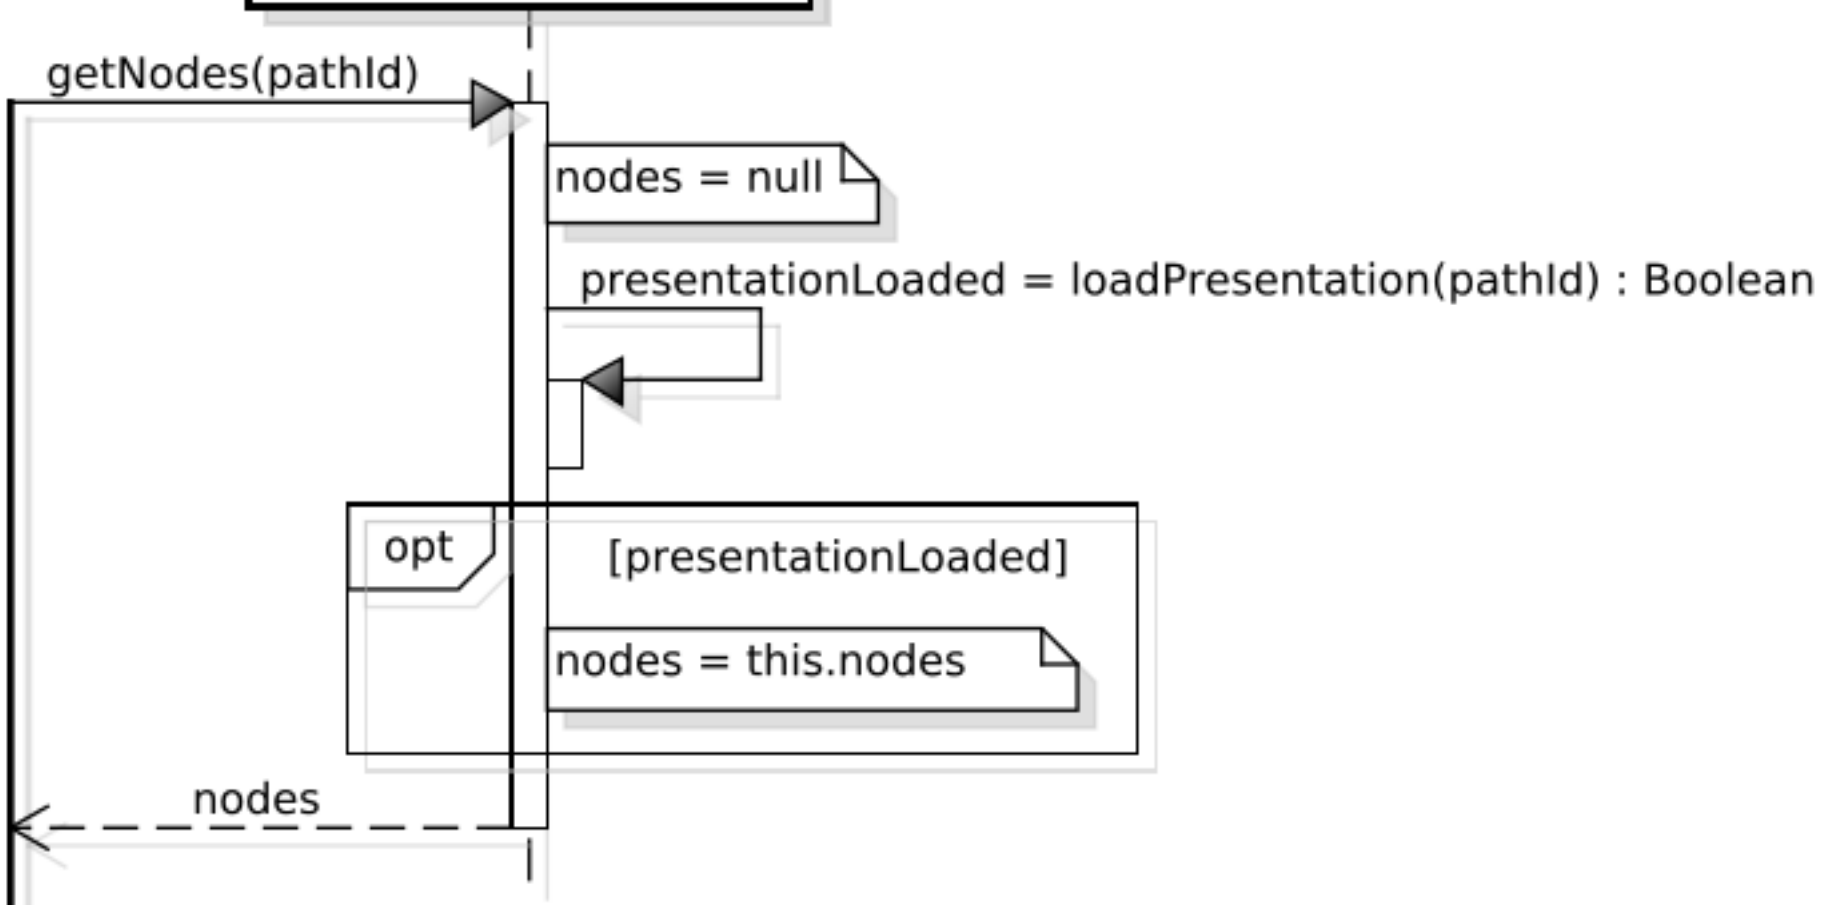 getNodes(pathId)
nodes = null
presentationLoaded = loadPresentation(pathId) : Boolean
opt
[presentationLoaded]
nodes = this.nodes
nodes